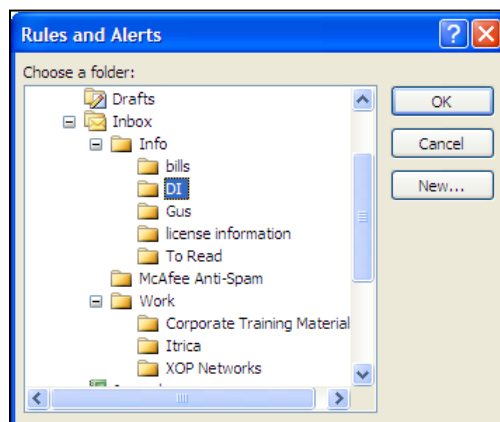 Rules and Alerts
Choose a folder:
Drafts
Inbox
Info
bills
DI
Gus
license information
To Read
McAfee Anti-Spam
Work
Corporate Training Material
Itrica
XOP Networks
OK
Cancel
New...